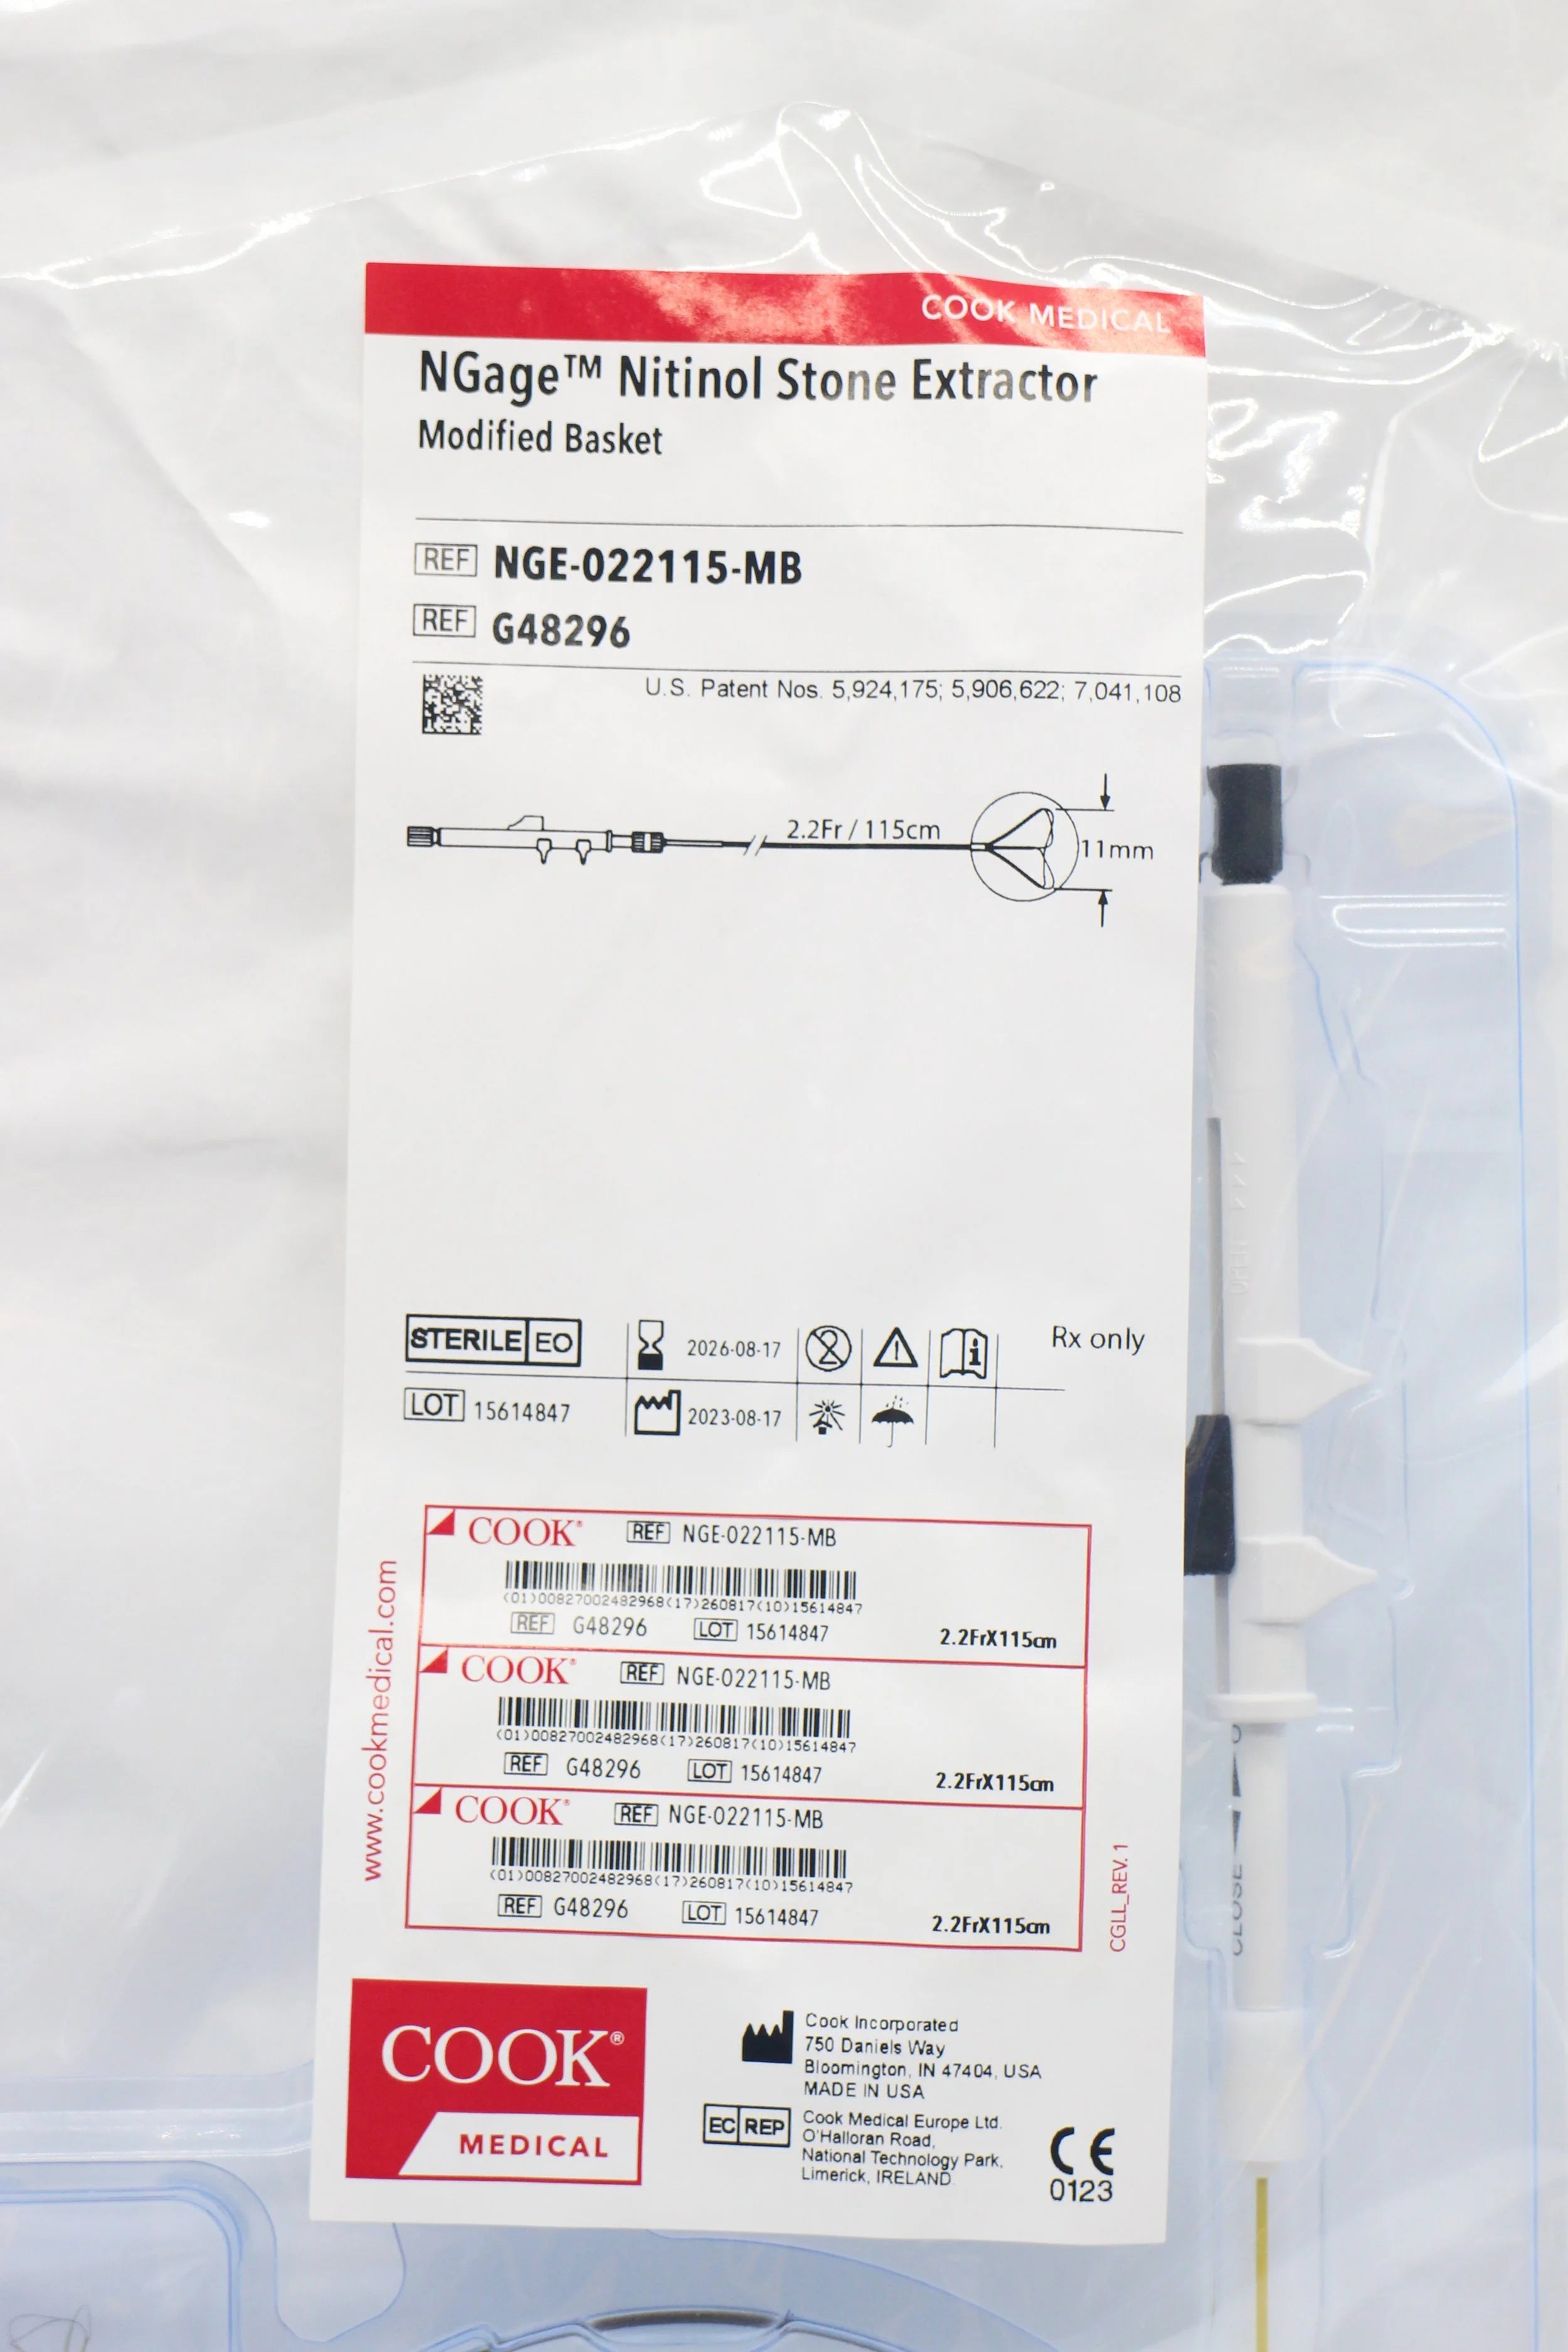 COOK MEDICAL
NGage™ Nitinol Stone Extractor
Modified Basket
REF NGE-022115-MB
REF G48296
U.S. Patent Nos. 5,924,175; 5,906,622; 7,041,108
2.2Fr / 115cm
11mm
STERILE EO 2026-08-17 Rx only
LOT 15614847 2023-08-17
www.cookmedical.com
COOK® REF NGE-022115-MB
(01)00827002482968(17)260817(10)15614847
REF G48296 LOT 15614847 2.2FrX115cm
COOK® REF NGE-022115-MB
(01)00827002482968(17)260817(10)15614847
REF G48296 LOT 15614847 2.2FrX115cm
COOK® REF NGE-022115-MB
(01)00827002482968(17)260817(10)15614847
REF G48296 LOT 15614847 2.2FrX115cm
CGLL_REV. 1
COOK®
MEDICAL
Cook Incorporated
750 Daniels Way
Bloomington, IN 47404, USA
MADE IN USA
EC REP
Cook Medical Europe Ltd.
O'Halloran Road,
National Technology Park,
Limerick, IRELAND
CE
0123
OPEN
CLOSE